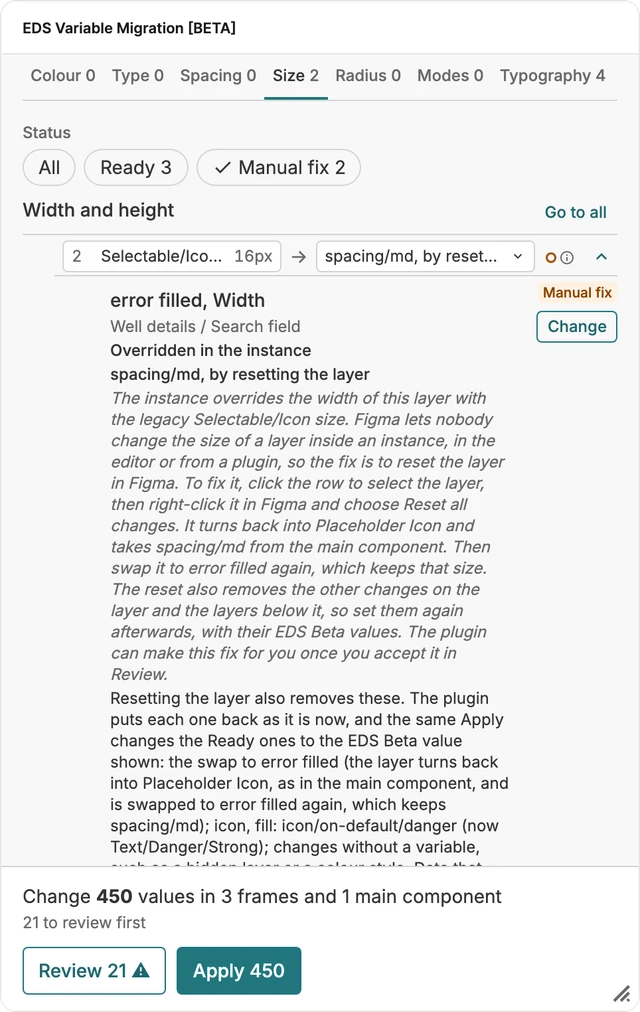 EDS Variable Migration [BETA]
Colour 0 Type 0 Spacing 0 Size 2 Radius 0 Modes 0 Typography 4
Status
All Ready 3 Manual fix 2
Width and height Go to all
2 Selectable/Ico... 16px → spacing/md, by reset...
Manual fix
error filled, Width
Change
Well details / Search field
Overridden in the instance
spacing/md, by resetting the layer
The instance overrides the width of this layer with
the legacy Selectable/Icon size. Figma lets nobody
change the size of a layer inside an instance, in the
editor or from a plugin, so the fix is to reset the layer
in Figma. To fix it, click the row to select the layer,
then right-click it in Figma and choose Reset all
changes. It turns back into Placeholder Icon and
takes spacing/md from the main component. Then
swap it to error filled again, which keeps that size.
The reset also removes the other changes on the
layer and the layers below it, so set them again
afterwards, with their EDS Beta values. The plugin
can make this fix for you once you accept it in
Review.
Resetting the layer also removes these. The plugin
puts each one back as it is now, and the same Apply
changes the Ready ones to the EDS Beta value
shown: the swap to error filled (the layer turns back
into Placeholder Icon, as in the main component, and
is swapped to error filled again, which keeps
spacing/md); icon, fill: icon/on-default/danger (now
Text/Danger/Strong); changes without a variable,
Change 450 values in 3 frames and 1 main component
21 to review first
Review 21 Apply 450